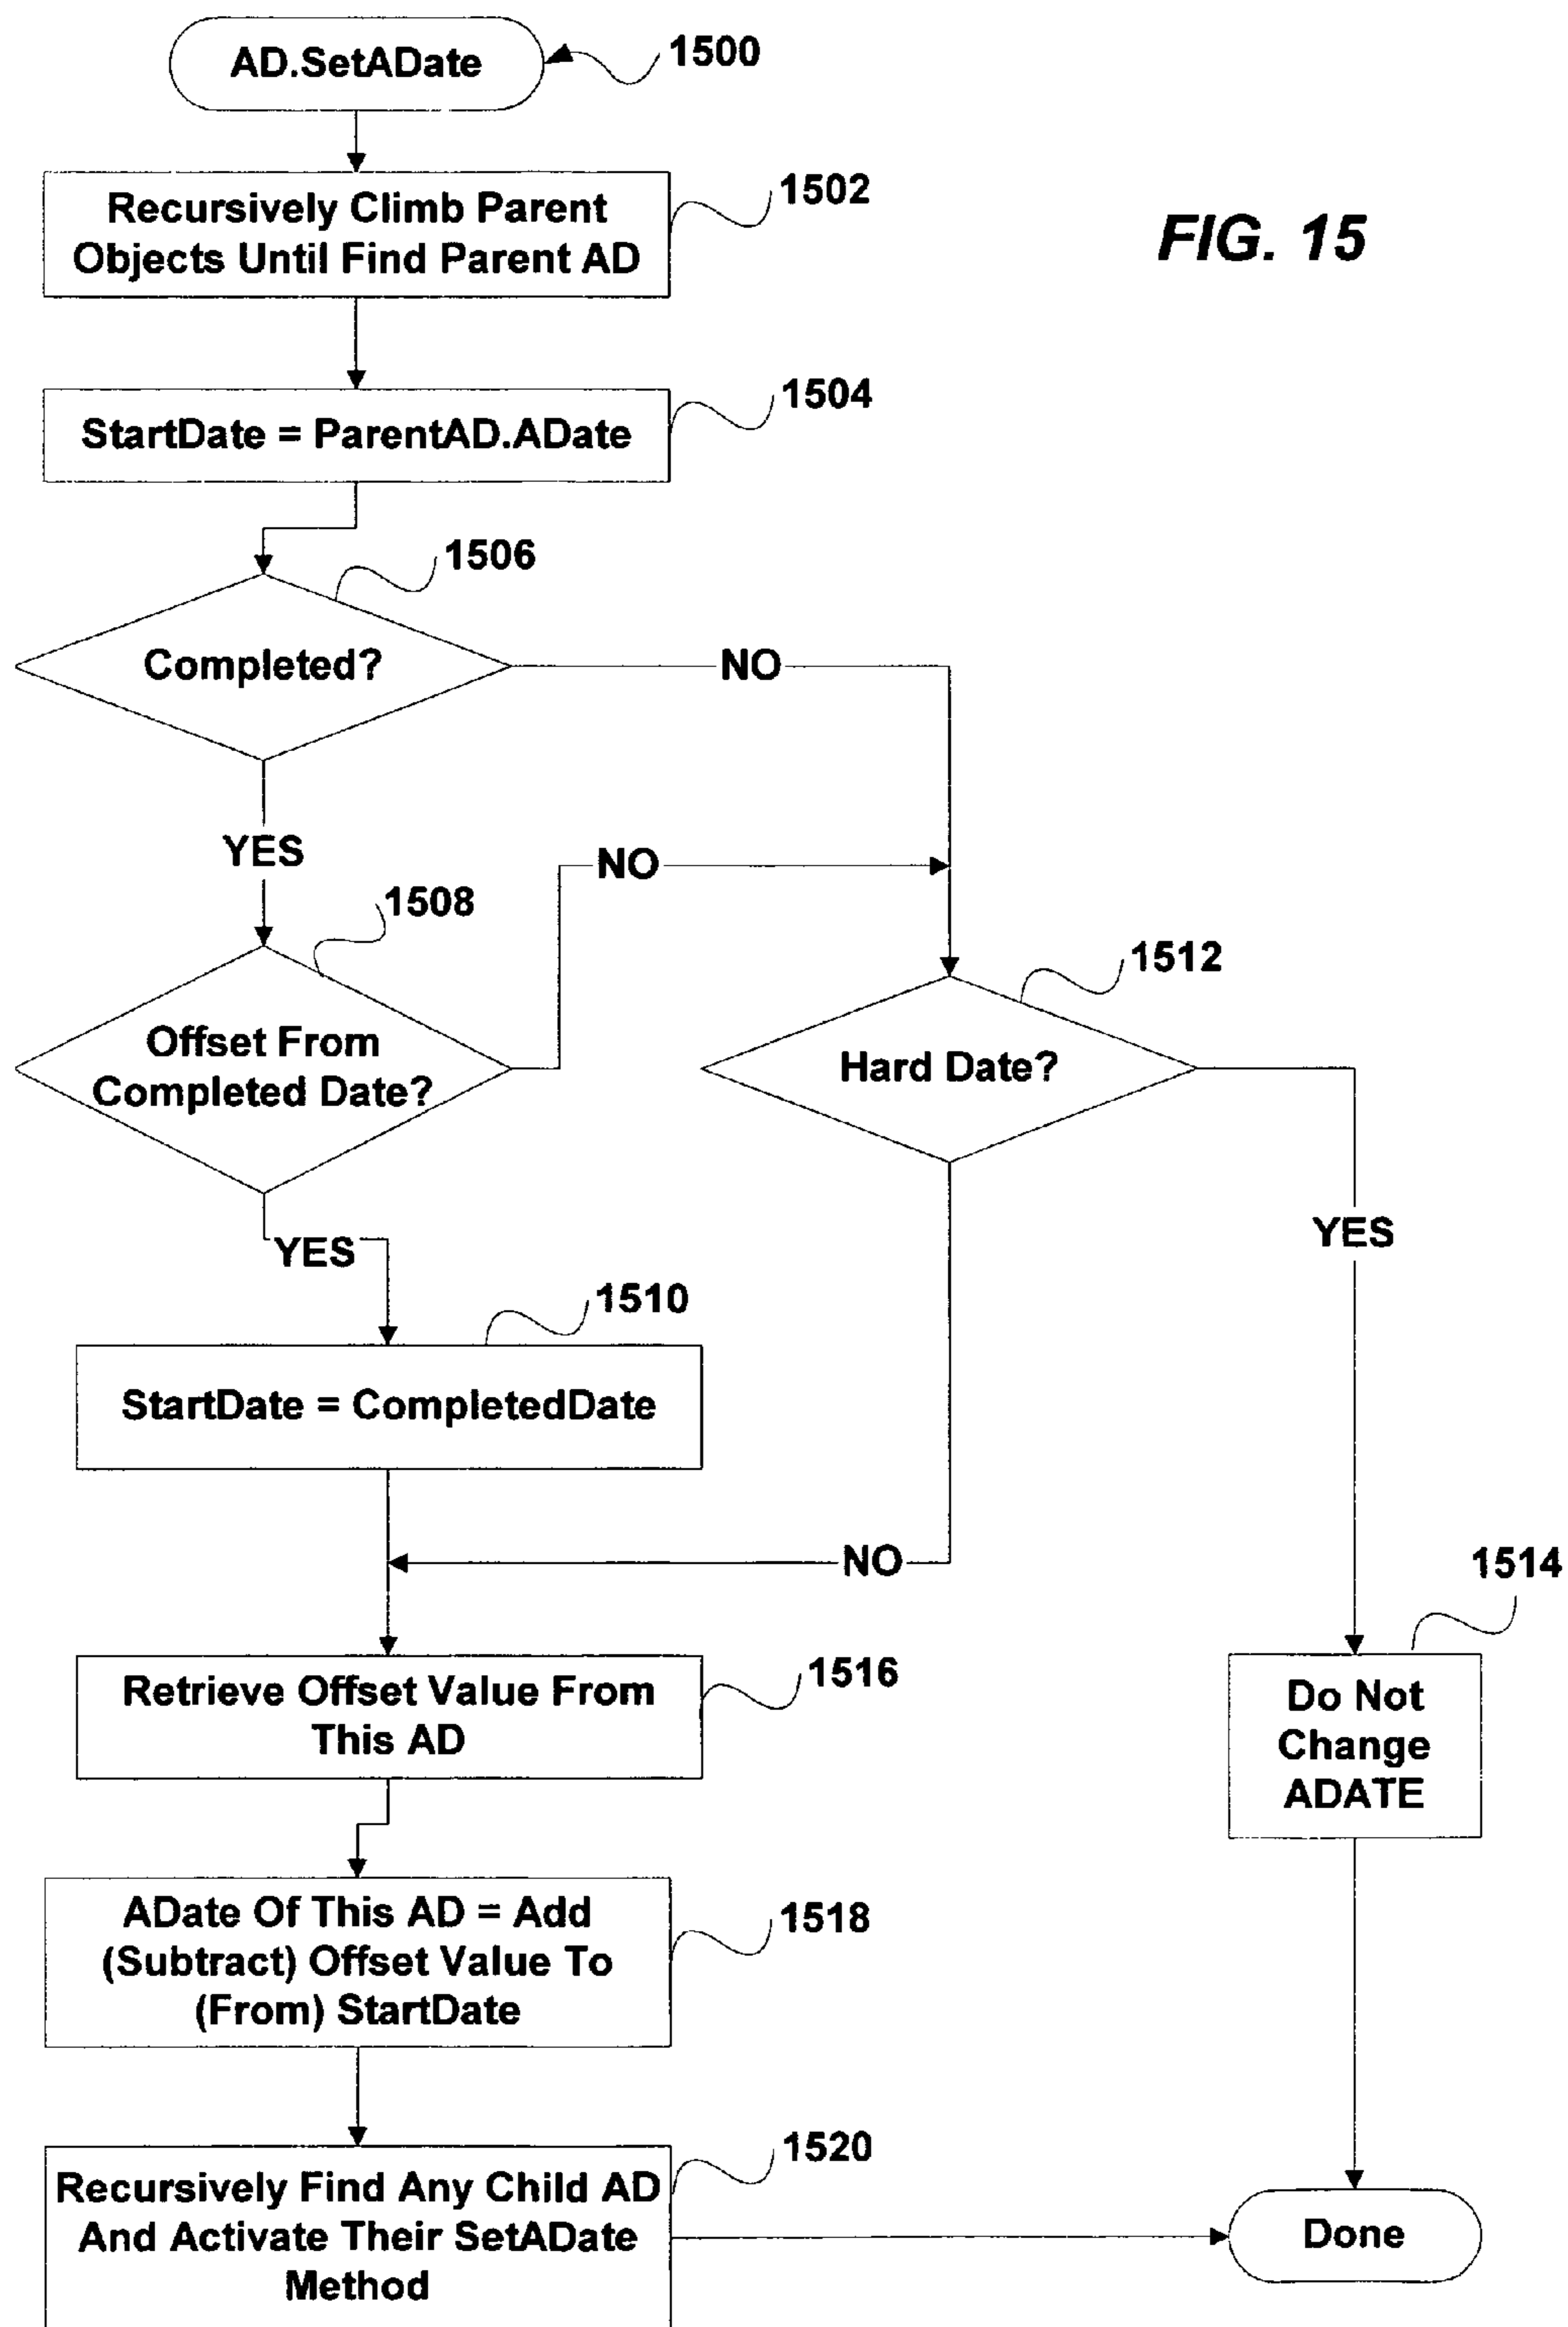 AD.SetADate
1500
Recursively Climb Parent
Objects Until Find Parent AD
1502
FIG. 15
StartDate = ParentAD.ADate
1504
1506
Completed?
NO
YES
NO
1508
1512
Offset From
Completed Date?
Hard Date?
YES
YES
1510
StartDate = CompletedDate
NO
1514
Retrieve Offset Value From
This AD
1516
Do Not
Change
ADATE
ADate Of This AD = Add
(Subtract) Offset Value To
(From) StartDate
1518
1520
Recursively Find Any Child AD
And Activate Their SetADate
Method
Done